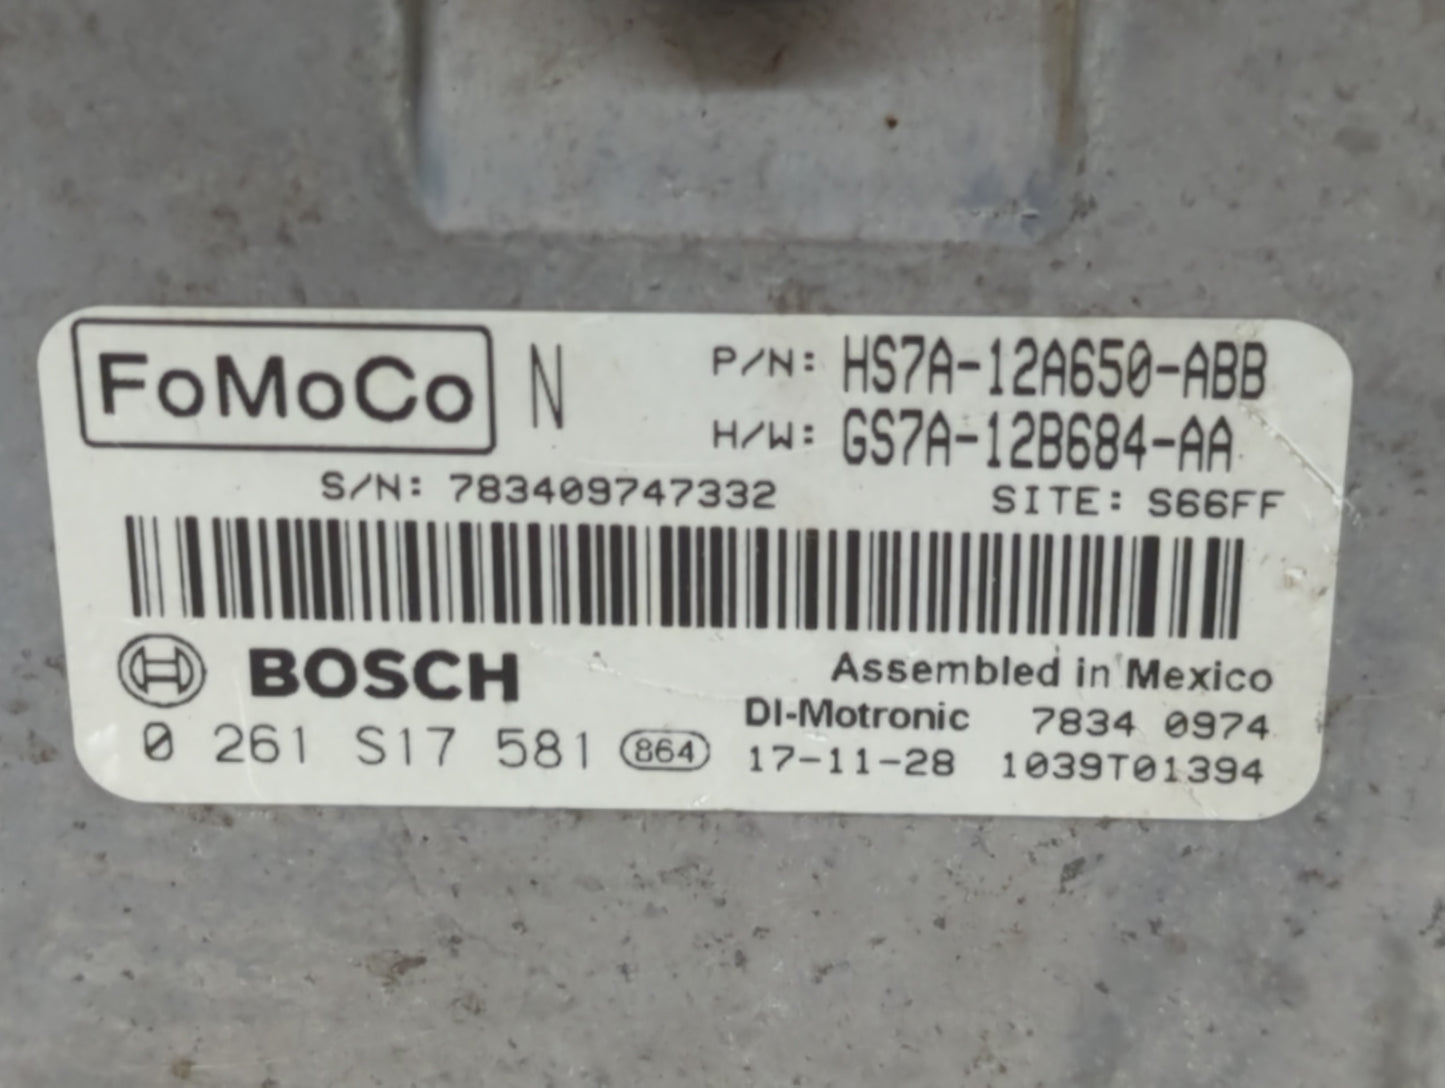 FoMoCo N P/N: HS7A-12A650-ABB
H/W: GS7A-12B684-AA
S/N: 783409747332 SITE: S66FF
BOSCH Assembled in Mexico
DI-Motronic 7834 0974
0 261 S17 581 864 17-11-28 1039T01394